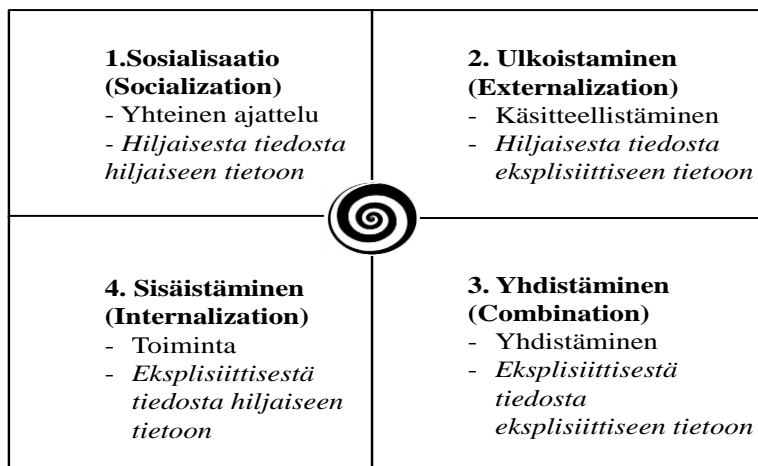 1.Sosialisaatio
(Socialization)
- Yhteinen ajattelu
- Hiljaisesta tiedosta
hiljaiseen tietoon
2. Ulkoistaminen
(Externalization)
- Käsitteellistäminen
- Hiljaisesta tiedosta
eksplisiittiseen tietoon
4. Sisäistäminen
(Internalization)
- Toiminta
- Eksplisiittisestä
tiedosta hiljaiseen
tietoon
3. Yhdistäminen
(Combination)
- Yhdistäminen
- Eksplisiittisestä
tiedosta
eksplisiittiseen tietoon